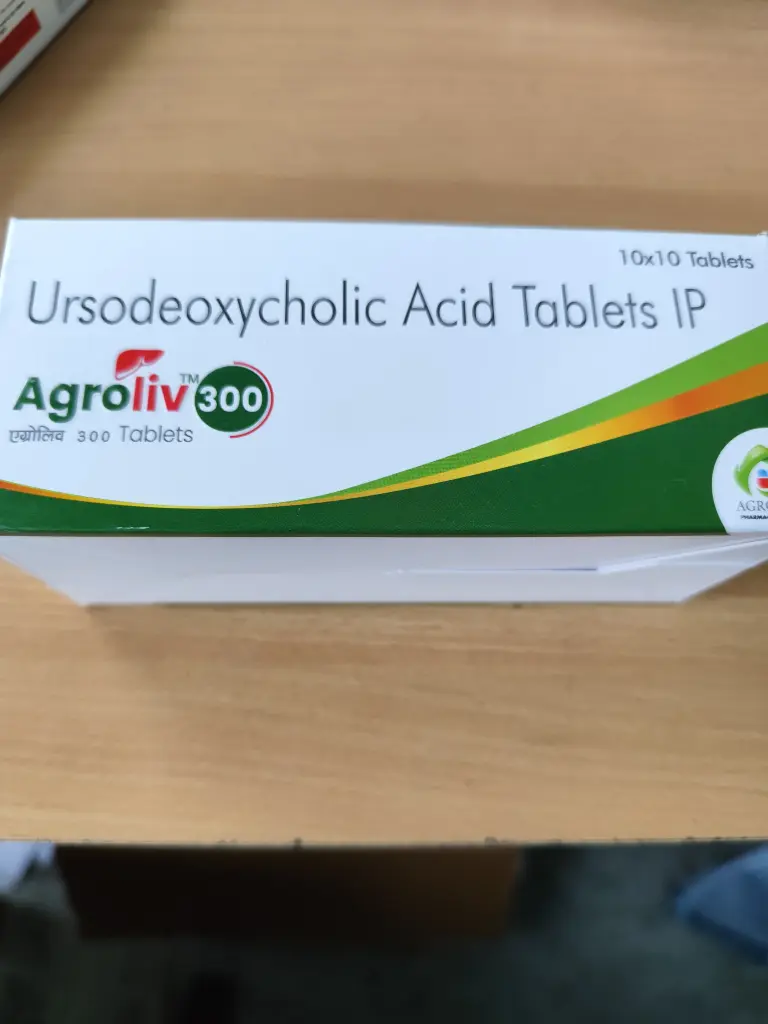 10x10 Tablets
Ursodeoxycholic Acid Tablets IP
Agroliv™ 300
एग्रोलिव 300 Tablets